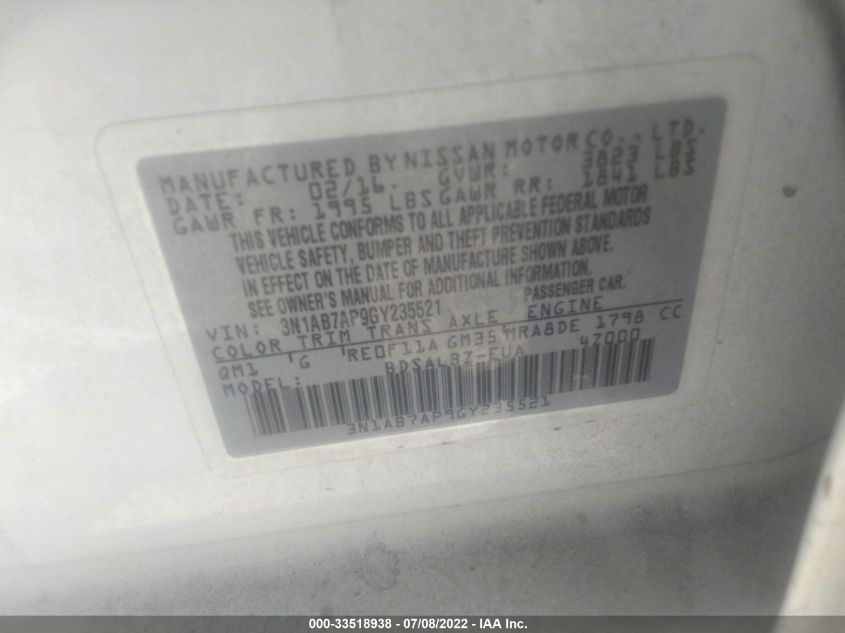 MANUFACTURED BY NISSAN MOTOR CO., LTD.
DATE: 02/16. GVWR: 3623 LBS
GAWR FR: 1995 LBS GAWR RR: 1841 LBS
THIS VEHICLE CONFORMS TO ALL APPLICABLE FEDERAL MOTOR
VEHICLE SAFETY, BUMPER AND THEFT PREVENTION STANDARDS
IN EFFECT ON THE DATE OF MANUFACTURE SHOWN ABOVE.
SEE OWNER'S MANUAL FOR ADDITIONAL INFORMATION.
VIN: 3N1AB7AP9GY235521 PASSENGER CAR.
COLOR TRIM TRANS AXLE ENGINE
QM1 G RE0F11A GM35 MRA8DE 1798 CC
MODEL: BDSALBZ-EUA 4Z000
3N1AB7AP9GY235521
000-33518938 - 07/08/2022 - IAA Inc.